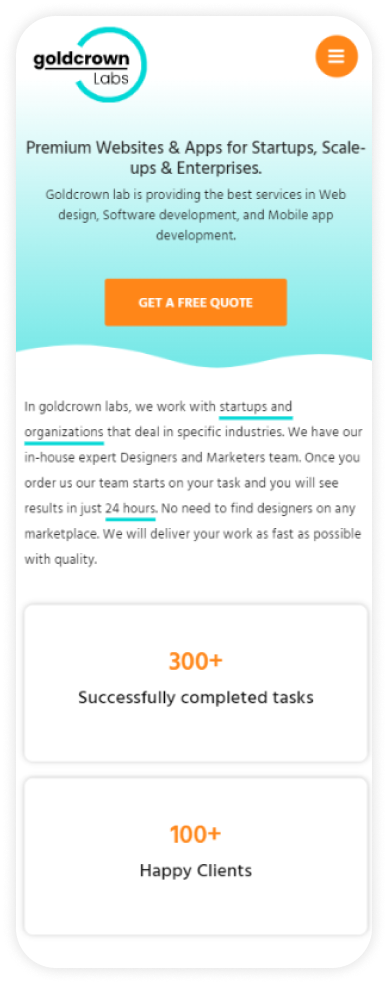 goldcrown
Labs
Premium Websites & Apps for Startups, Scale-
ups & Enterprises.
Goldcrown lab is providing the best services in Web
design, Software development, and Mobile app
development.
GET A FREE QUOTE
In goldcrown labs, we work with startups and
organizations that deal in specific industries. We have our
in-house expert Designers and Marketers team. Once you
order us our team starts on your task and you will see
results in just 24 hours. No need to find designers on any
marketplace. We will deliver your work as fast as possible
with quality.
300+
Successfully completed tasks
100+
Happy Clients